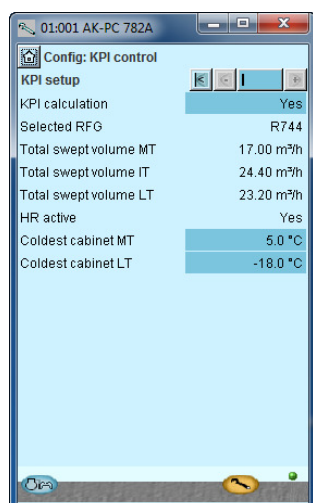 01:001 AK-PC 782A
Config: KPI control
KPI setup
KPI calculation Yes
Selected RFG R744
Total swept volume MT 17.00 m³/h
Total swept volume IT 24.40 m³/h
Total swept volume LT 23.20 m³/h
HR active Yes
Coldest cabinet MT 5.0 °C
Coldest cabinet LT -18.0 °C